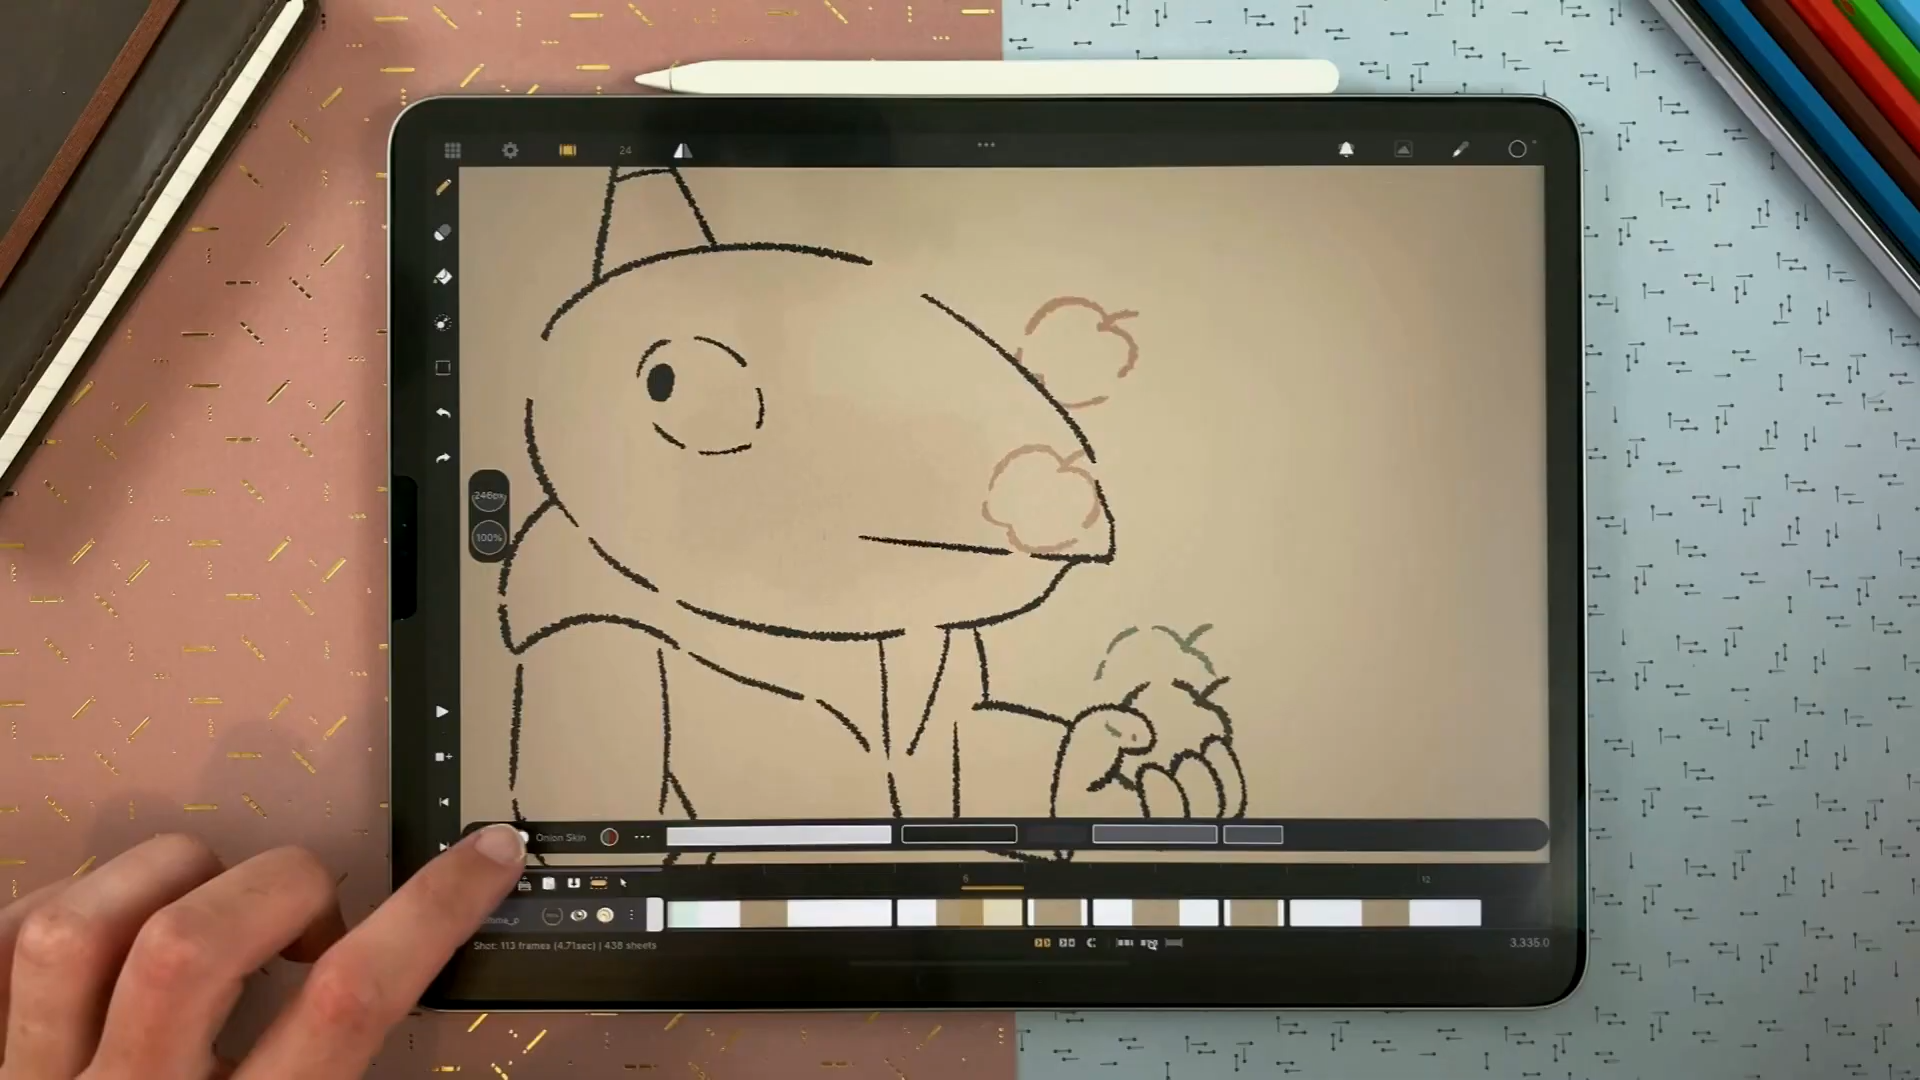 24
246px
100%
Onion Skin
6
12
Shot: 113 frames (4.71sec) | 438 sheets
3,335.0